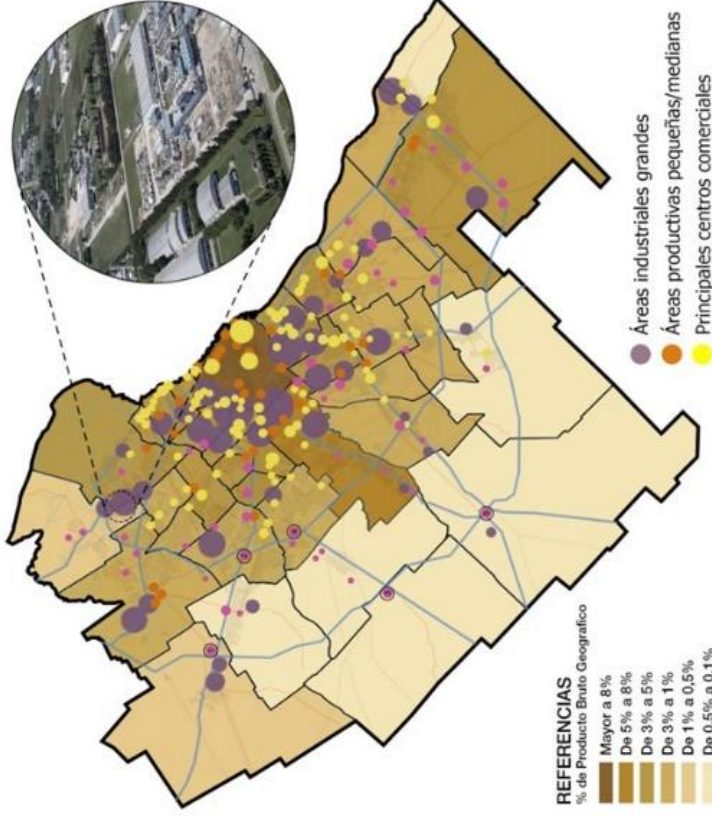 Áreas industriales grandes
Áreas productivas pequeñas/medianas
Principales centros comerciales
REFERENCIAS
% de Producto Bruto Geografico
Mayor a 8%
De 5% a 8%
De 3% a 5%
De 3% a 1%
De 1% a 0,5%
De 0.5% a 0.1%